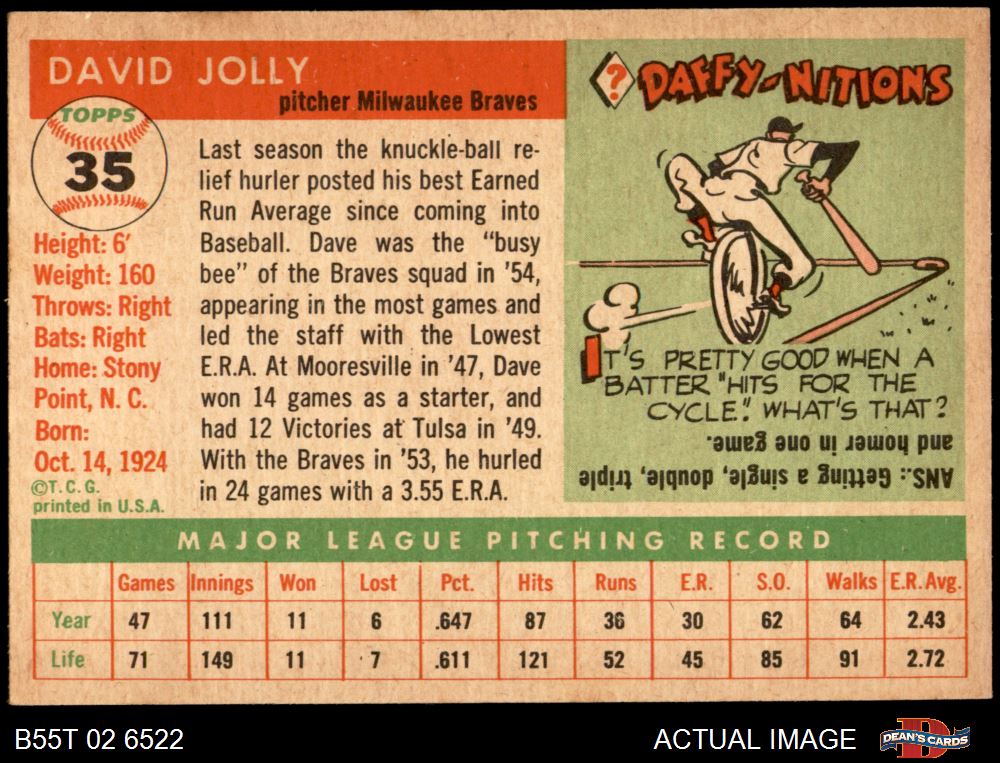 DAVID JOLLY
pitcher Milwaukee Braves
TOPPS
35
Height: 6'
Weight: 160
Throws: Right
Bats: Right
Home: Stony
Point, N. C.
Born:
Oct. 14, 1924
©T. C. G.
printed in U.S.A.
Last season the knuckle-ball re-
lief hurler posted his best Earned
Run Average since coming into
Baseball. Dave was the "busy
bee" of the Braves squad in '54,
appearing in the most games and
led the staff with the Lowest
E.R.A. At Mooresville in '47, Dave
won 14 games as a starter, and
had 12 Victories at Tulsa in '49.
With the Braves in '53, he hurled
in 24 games with a 3.55 E.R.A.
? DAFFY-NITIONS
IT'S PRETTY GOOD WHEN A
BATTER "HITS FOR THE
CYCLE". WHAT'S THAT?
ANS.: Getting a single, double, triple
and homer in one game.
MAJOR LEAGUE PITCHING RECORD
Games Innings Won Lost Pct. Hits Runs E.R. S.O. Walks E.R. Avg.
Year 47 111 11 6 .647 87 36 30 62 64 2.43
Life 71 149 11 7 .611 121 52 45 85 91 2.72
B55T 02 6522
ACTUAL IMAGE
D
DEAN'S CARDS